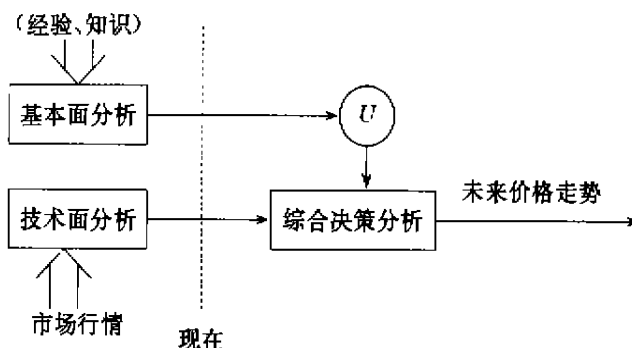 (经验、知识)
基本面分析
U
技术面分析
综合决策分析
未来价格走势
市场行情
现在